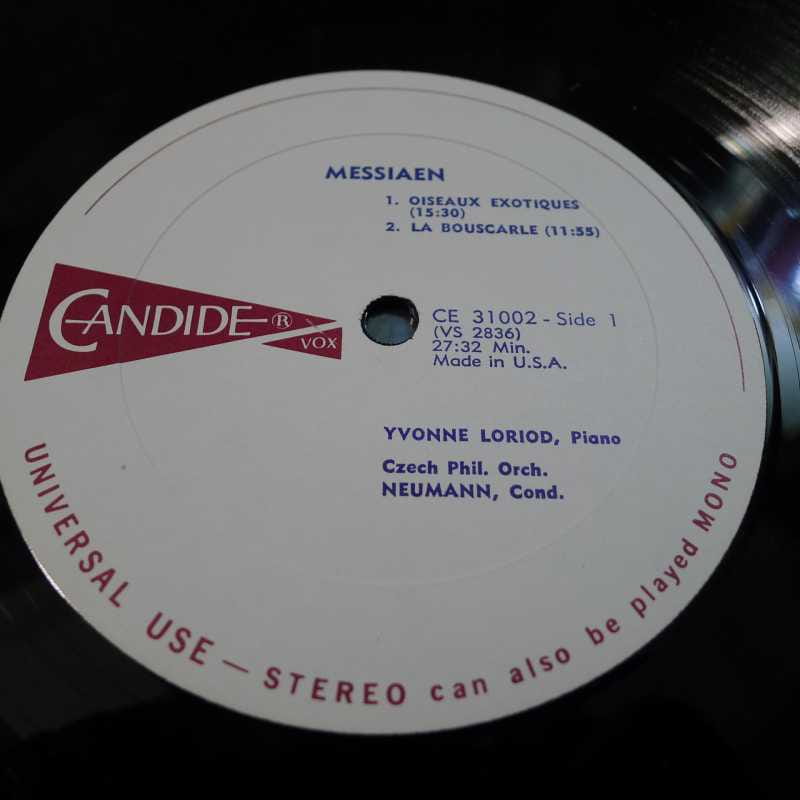 MESSIAEN
1. OISEAUX EXOTIQUES
(15:30)
2. LA BOUSCARLE (11:55)
CANDIDE ®
VOX
CE 31002 - Side 1
(VS 2836)
27:32 Min.
Made in U.S.A.
YVONNE LORIOD, Piano
Czech Phil. Orch.
NEUMANN, Cond.
UNIVERSAL USE — STEREO can also be played MONO